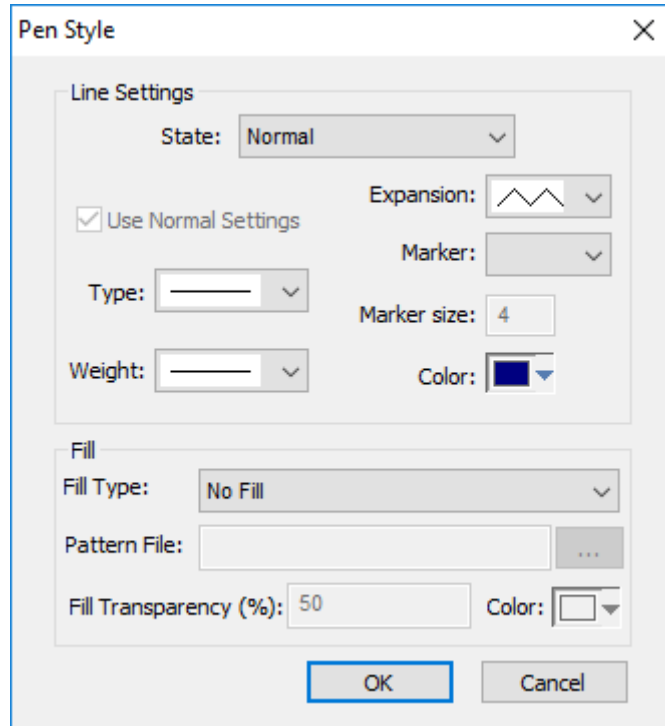 Pen Style
Line Settings
State: Normal
Expansion:
Use Normal Settings
Marker:
Type:
Marker size: 4
Weight:
Color:
Fill
Fill Type: No Fill
Pattern File: ...
Fill Transparency (%): 50 Color:
OK Cancel